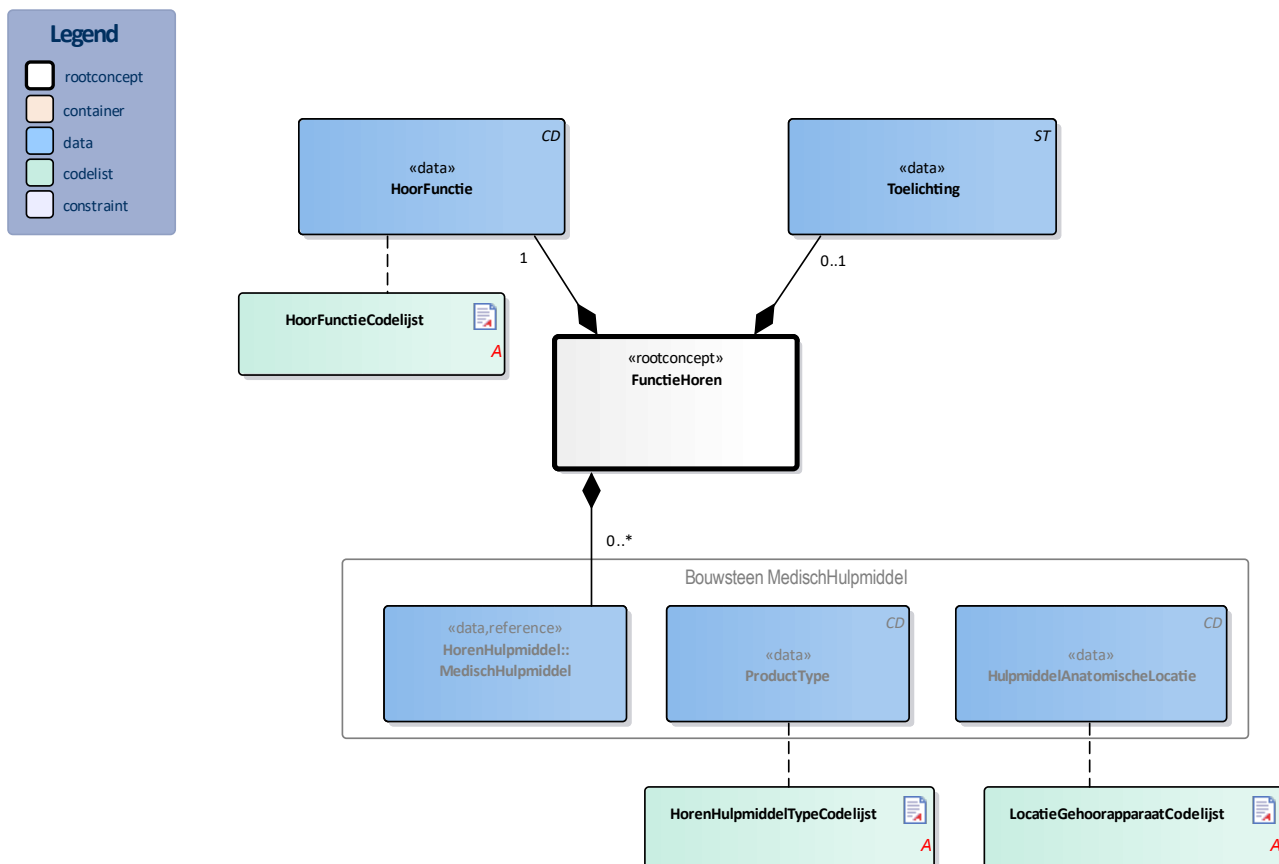 Legend
rootconcept
container
data
codelist
constraint
CD
«data»
HoorFunctie
ST
«data»
Toelichting
1
0..1
HoorFunctieCodelijst
A
«rootconcept»
FunctieHoren
0..*
Bouwsteen MedischHulpmiddel
«data,reference»
HorenHulpmiddel::
MedischHulpmiddel
CD
«data»
ProductType
CD
«data»
HulpmiddelAnatomischeLocatie
HorenHulpmiddelTypeCodelijst
A
LocatieGehoorapparaatCodelijst
A